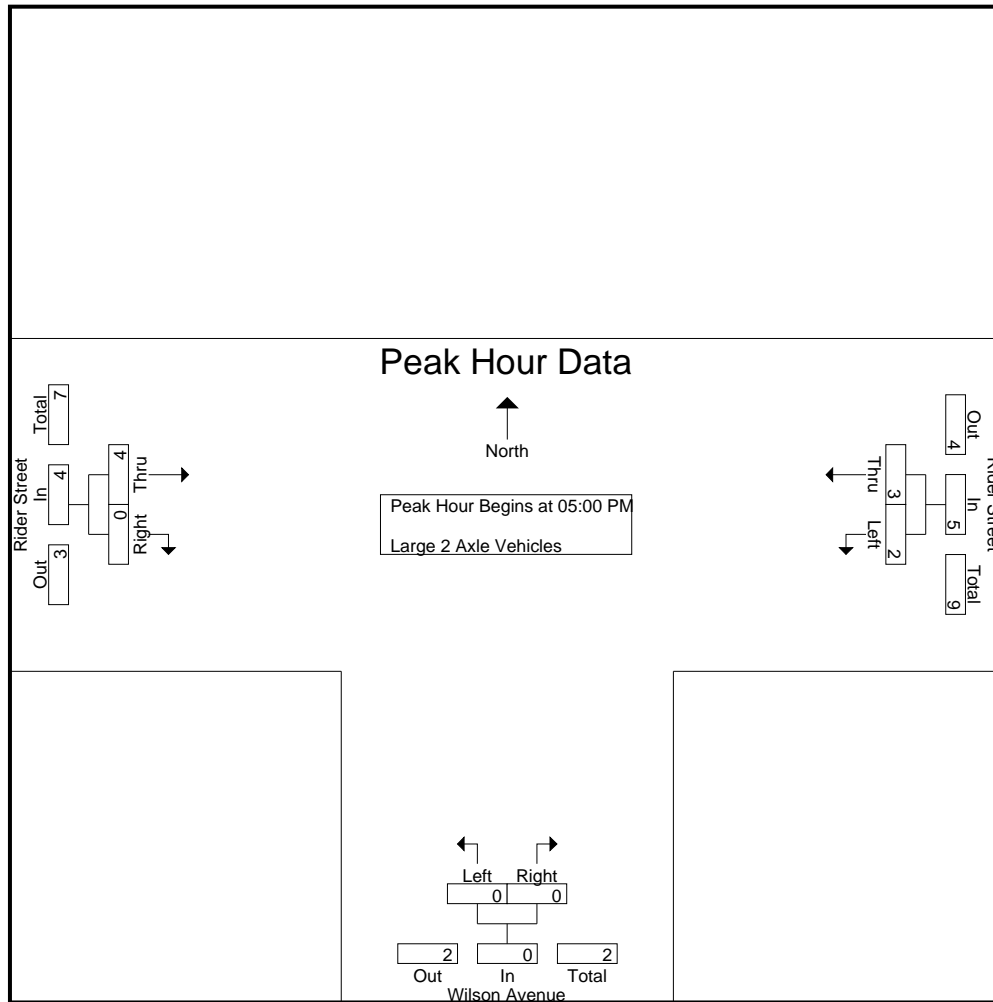 Peak Hour Data
North
Peak Hour Begins at 05:00 PM
Large 2 Axle Vehicles
Rider Street
Total
7
In
4
Out
3
Thru
4
Right
0
Rider Street
Out
4
In
5
Total
9
Thru
3
Left
2
Left Right
0 0
2 0 2
Out In Total
Wilson Avenue